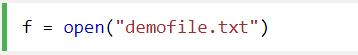 f = open("demofile.txt")